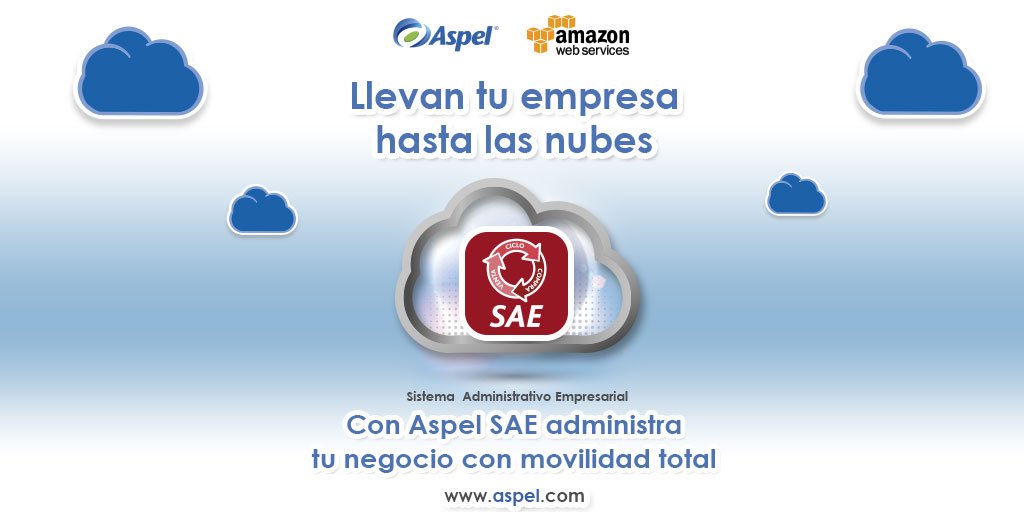 Aspel®
amazon
web services
Llevan tu empresa
hasta las nubes
CICLO
COMPRA
VENTA
SAE
Sistema Administrativo Empresarial
Con Aspel SAE administra
tu negocio con movilidad total
www.aspel.com